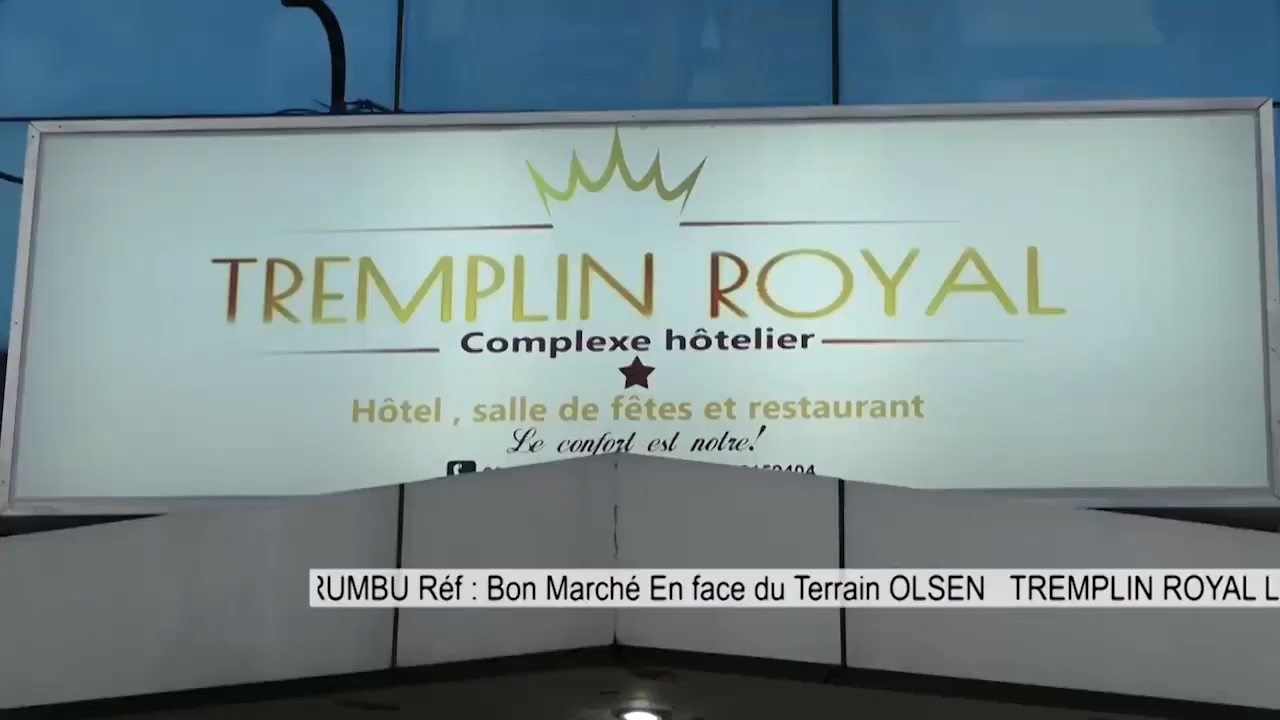 TREMPLIN ROYAL
Complexe hôtelier
Hôtel , salle de fêtes et restaurant
Le confort est notre!
RUMBU Réf : Bon Marché En face du Terrain OLSEN TREMPLIN ROYAL L